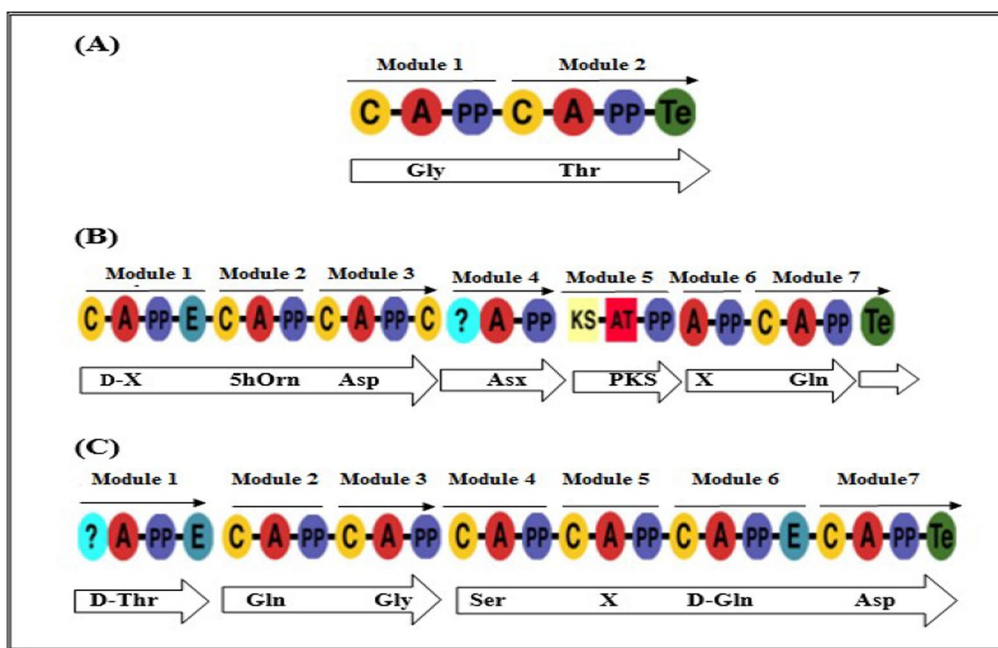 (A)
Module 1 Module 2
C A PP C A PP Te
Gly Thr
(B)
Module 1 Module 2 Module 3 Module 4 Module 5 Module 6 Module 7
C A PP E C A PP C A PP C ? A PP KS AT PP A PP C A PP Te
D-X 5hOrn Asp Asx PKS X Gln
(C)
Module 1 Module 2 Module 3 Module 4 Module 5 Module 6 Module7
? A PP E C A PP C A PP C A PP C A PP C A PP E C A PP Te
D-Thr Gln Gly Ser X D-Gln Asp